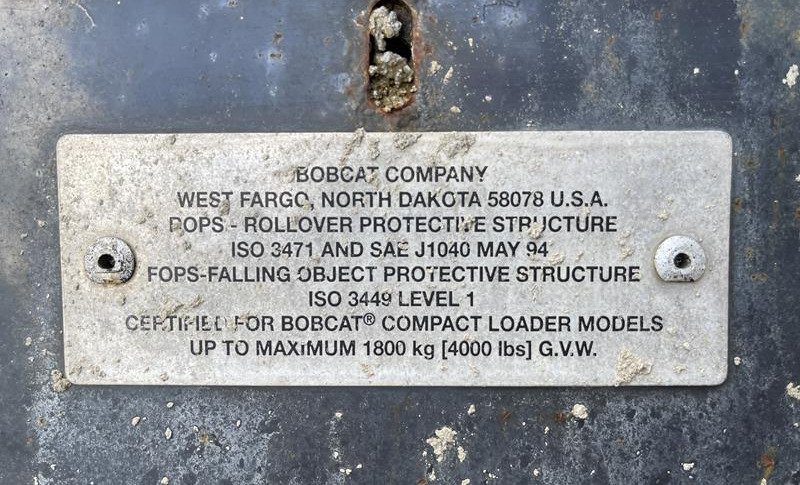 BOBCAT COMPANY
WEST FARGO, NORTH DAKOTA 58078 U.S.A.
ROPS - ROLLOVER PROTECTIVE STRUCTURE
ISO 3471 AND SAE J1040 MAY 94
FOPS-FALLING OBJECT PROTECTIVE STRUCTURE
ISO 3449 LEVEL 1
CERTIFIED FOR BOBCAT® COMPACT LOADER MODELS
UP TO MAXIMUM 1800 kg [4000 lbs] G.V.W.